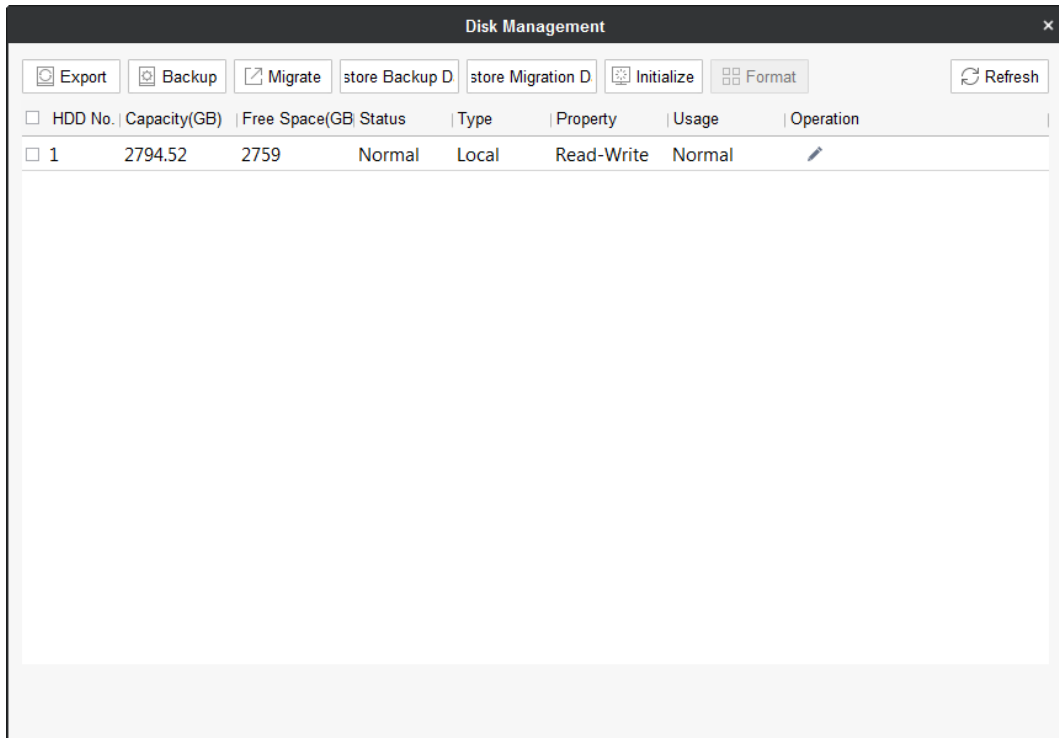 Disk Management
Export Backup Migrate store Backup D store Migration D Initialize Format Refresh
HDD No. Capacity(GB) Free Space(GB Status Type Property Usage Operation
1 2794.52 2759 Normal Local Read-Write Normal